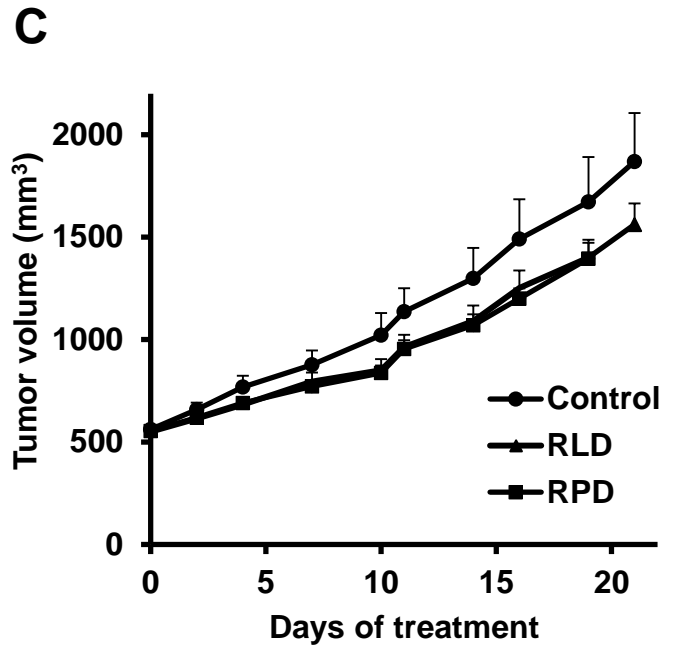 C
Tumor volume (mm³)
2000
1500
1000
500
0
0 5 10 15 20
Days of treatment
Control
RLD
RPD